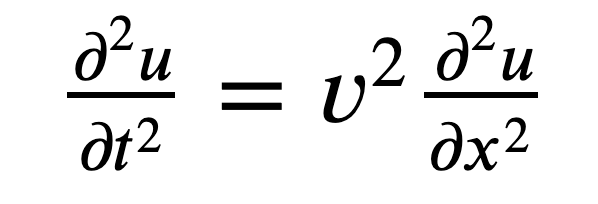 ∂²u/∂t² = v² ∂²u/∂x²